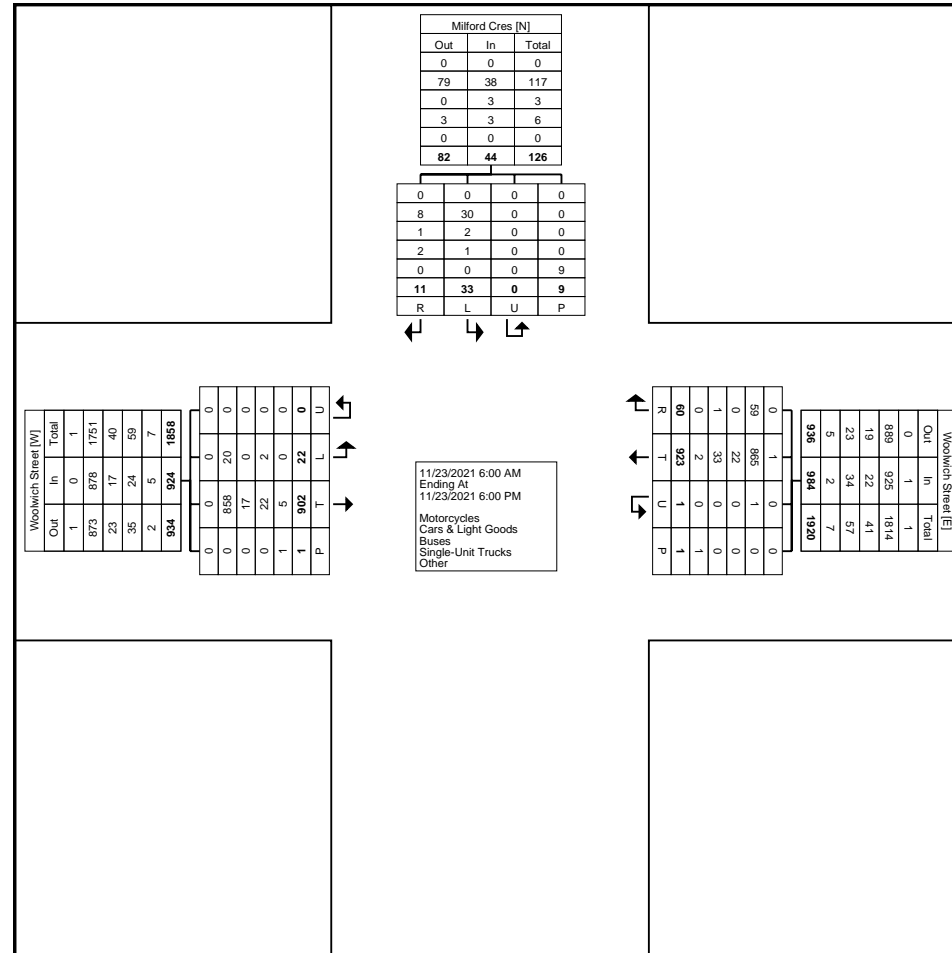 Milford Cres [N]
Out In Total
0 0 0
79 38 117
0 3 3
3 3 6
0 0 0
82 44 126
0 0 0 0
8 30 0 0
1 2 0 0
2 1 0 0
0 0 0 9
11 33 0 9
R L U P
Woolwich Street [W]
Total In Out
1 0 1
1751 878 873
40 17 23
59 24 35
7 5 2
1858 924 934
0 0 0 0
0 20 858 0
0 0 17 0
0 2 22 0
0 0 5 1
0 22 902 1
U L T P
11/23/2021 6:00 AM
Ending At
11/23/2021 6:00 PM
Motorcycles
Cars & Light Goods
Buses
Single-Unit Trucks
Other
R T U P
60 923 1 1
0 2 0 1
1 33 0 0
0 22 0 0
59 865 1 0
0 1 0 0
Woolwich Street [E]
Out In Total
0 1 1
889 925 1814
19 22 41
23 34 57
5 2 7
936 984 1920